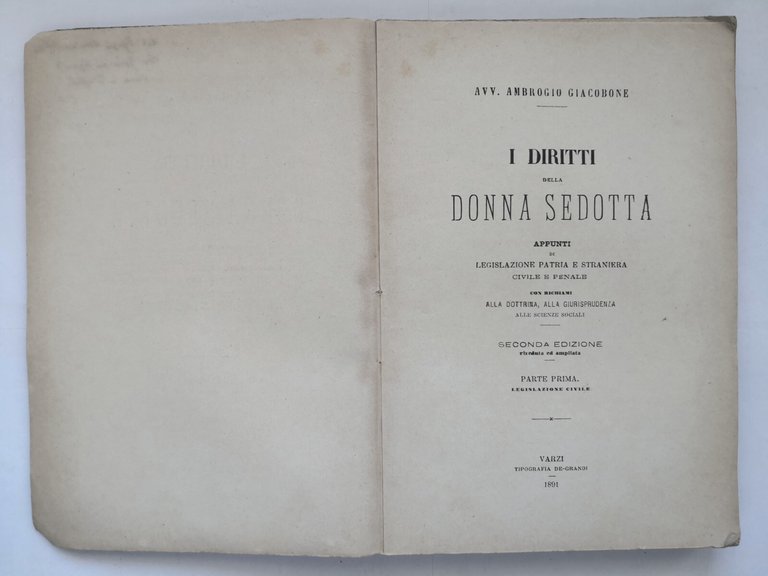 AVV. AMBROGIO GIACOBONE
I DIRITTI
DELLA
DONNA SEDOTTA
APPUNTI
DI
LEGISLAZIONE PATRIA E STRANIERA
CIVILE E PENALE
CON RICHIAMI
ALLA DOTTRINA, ALLA GIURISPRUDENZA
ALLE SCIENZE SOCIALI
SECONDA EDIZIONE
riveduta ed ampliata
PARTE PRIMA.
LEGISLAZIONE CIVILE
VARZI
TIPOGRAFIA DE-GRANDI
1891